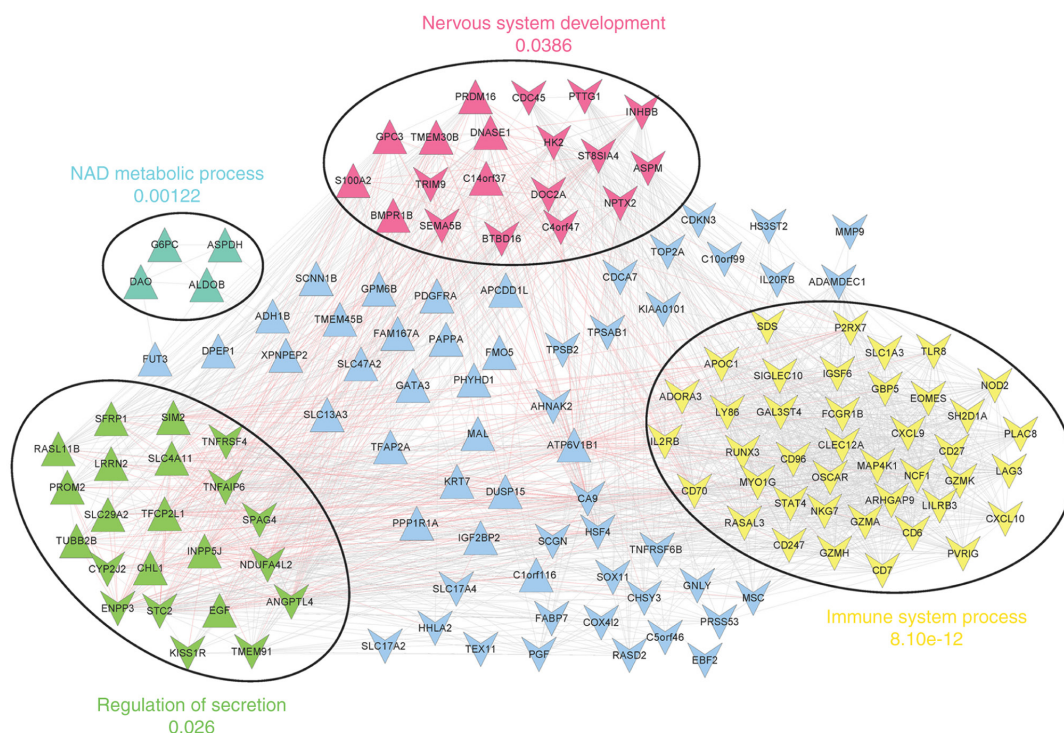 Nervous system development
0.0386
PRDM16
CDC45
PTTG1
INHBB
GPC3
TMEM30B
DNASE1
HK2
ST8SIA4
ASPM
S100A2
TRIM9
C14orf37
DOC2A
NPTX2
BMPR1B
SEMA5B
BTBD16
C4orf47
NAD metabolic process
0.00122
G6PC
ASPDH
DAO
ALDOB
CDKN3
HS3ST2
MMP9
TOP2A
C10orf99
CDCA7
IL20RB
ADAMDEC1
KIAA0101
SCNN1B
GPM6B
PDGFRA
APCDD1L
ADH1B
TMEM45B
FAM167A
PAPPA
TPSAB1
FUT3
DPEP1
XPNPEP2
SLC47A2
FMO5
TPSB2
GATA3
PHYHD1
SLC13A3
AHNAK2
TFAP2A
MAL
ATP6V1B1
KRT7
DUSP15
CA9
PPP1R1A
IGF2BP2
SCGN
HSF4
TNFRSF6B
SLC17A4
C1orf116
SOX11
CHSY3
GNLY
MSC
HHLA2
FABP7
COX4I2
C5orf46
PRSS53
SLC17A2
TEX11
PGF
RASD2
EBF2
SDS
P2RX7
APOC1
SIGLEC10
IGSF6
SLC1A3
TLR8
ADORA3
GBP5
EOMES
NOD2
LY86
GAL3ST4
FCGR1B
SH2D1A
IL2RB
CXCL9
PLAC8
RUNX3
CD96
CLEC12A
CD27
MYO1G
OSCAR
MAP4K1
NCF1
GZMK
LAG3
CD70
STAT4
NKG7
ARHGAP9
LILRB3
RASAL3
GZMA
CD6
CXCL10
CD247
GZMH
CD7
PVRIG
Immune system process
8.10e-12
SFRP1
SIM2
TNFRSF4
RASL11B
LRRN2
SLC4A11
PROM2
TNFAIP6
SLC29A2
TFCP2L1
SPAG4
TUBB2B
CYP2J2
CHL1
INPP5J
NDUFA4L2
ENPP3
STC2
EGF
ANGPTL4
KISS1R
TMEM91
Regulation of secretion
0.026